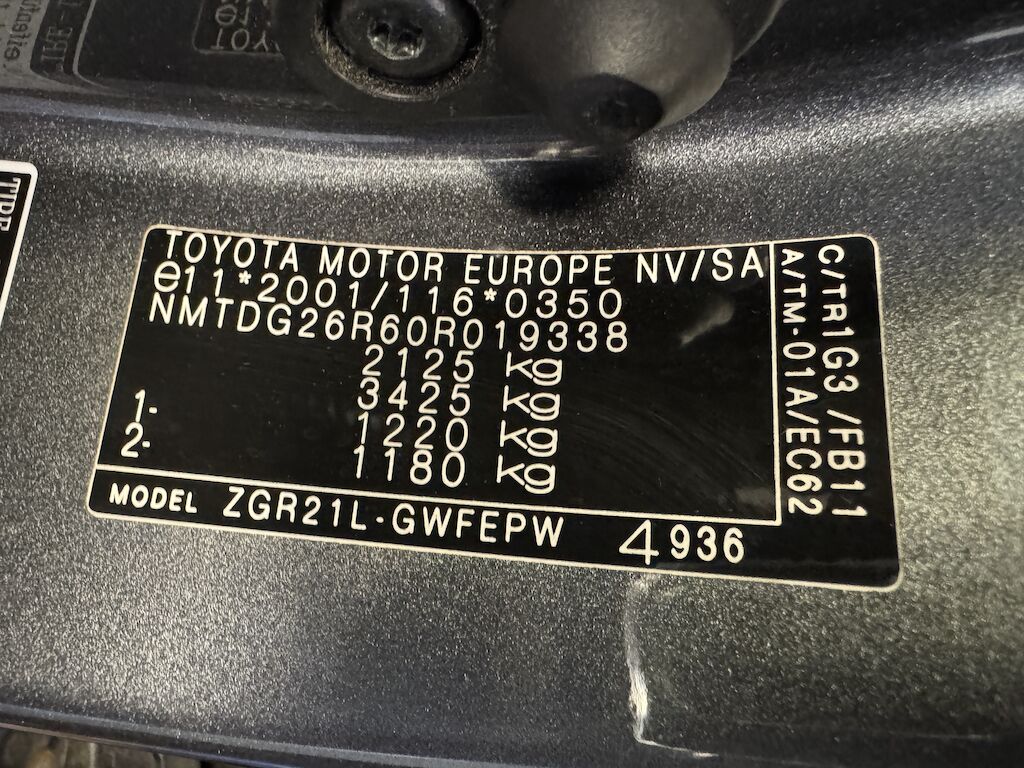 TOYOTA MOTOR EUROPE NV/SA
e11*2001/116*0350
NMTDG26R60R019338
2125 kg
3425 kg
1- 1220 kg
2- 1180 kg
MODEL ZGR21L-GWFEPW 4936
C/TR1G3 /FB11
A/TM-01A/EC62
TIRE